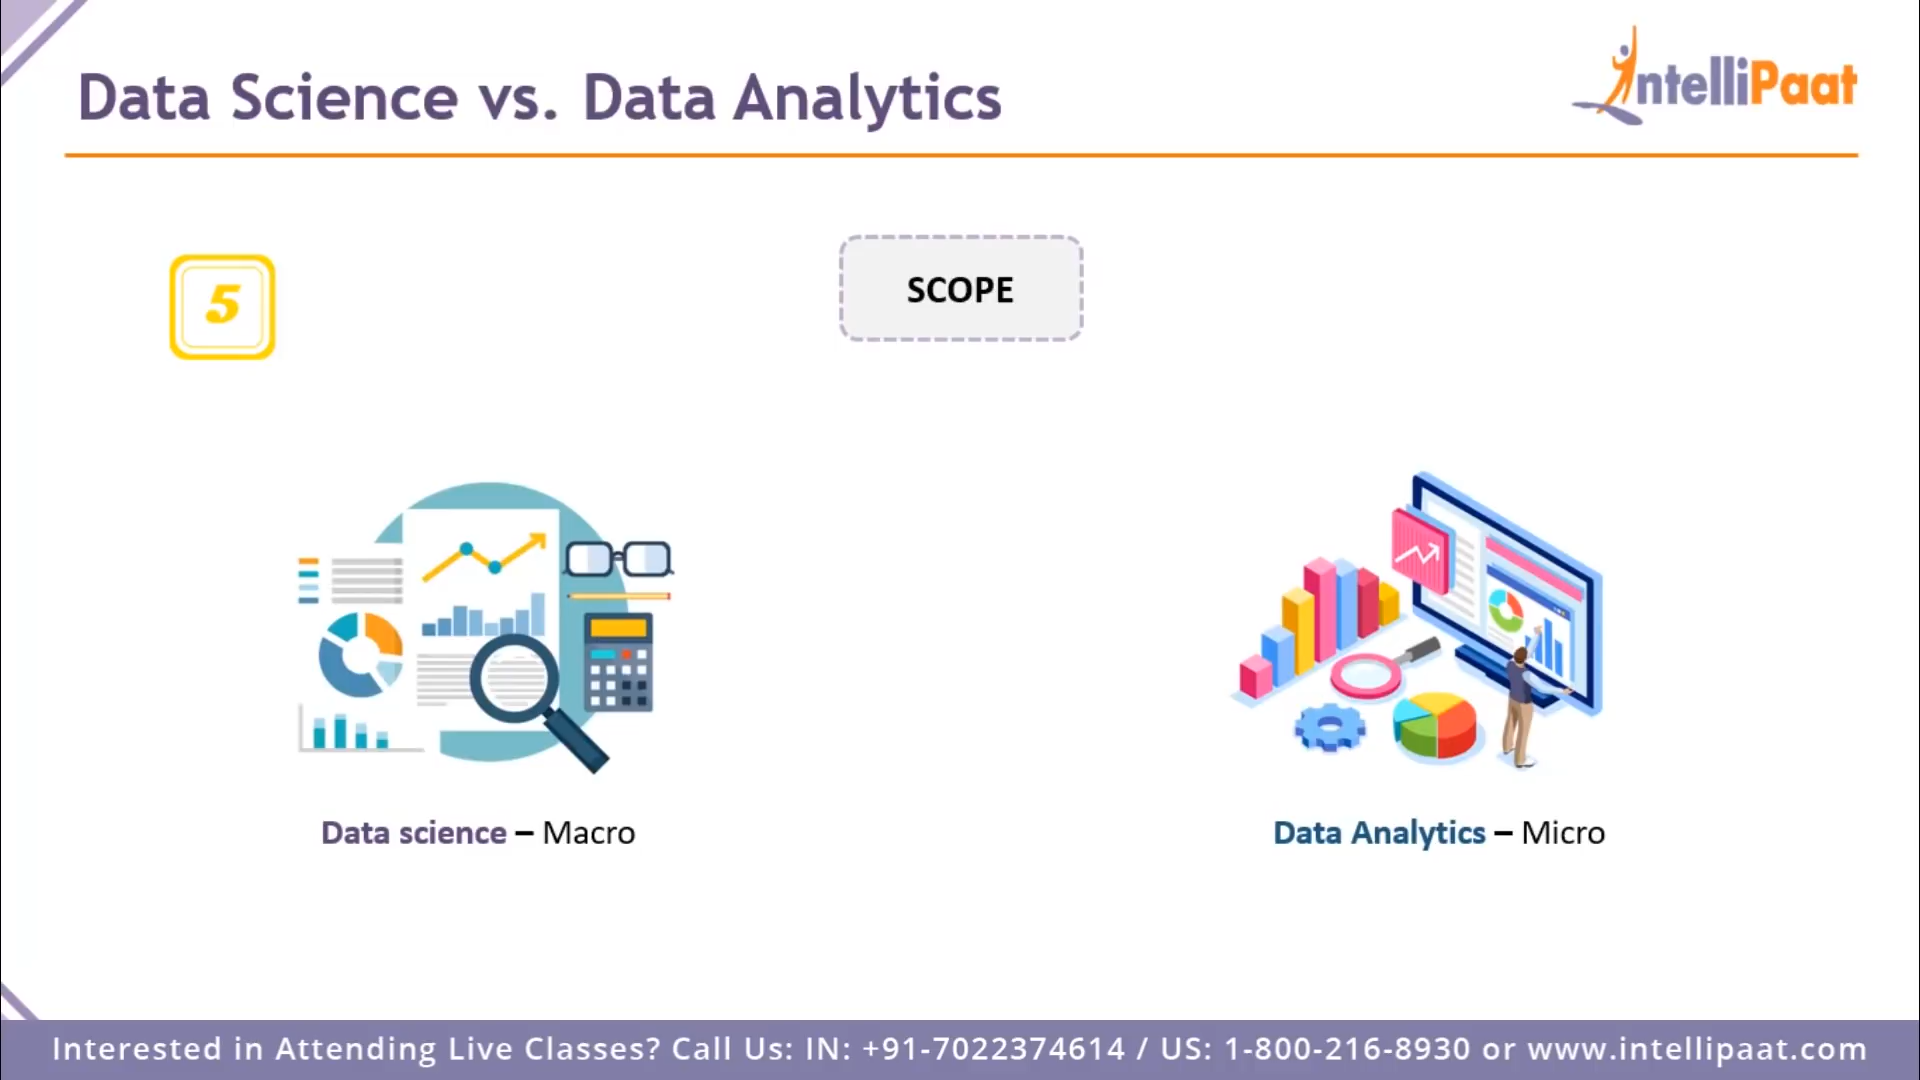 Data Science vs. Data Analytics
IntelliPaat
5
SCOPE
Data science – Macro
Data Analytics – Micro
Interested in Attending Live Classes? Call Us: IN: +91-7022374614 / US: 1-800-216-8930 or www.intellipaat.com